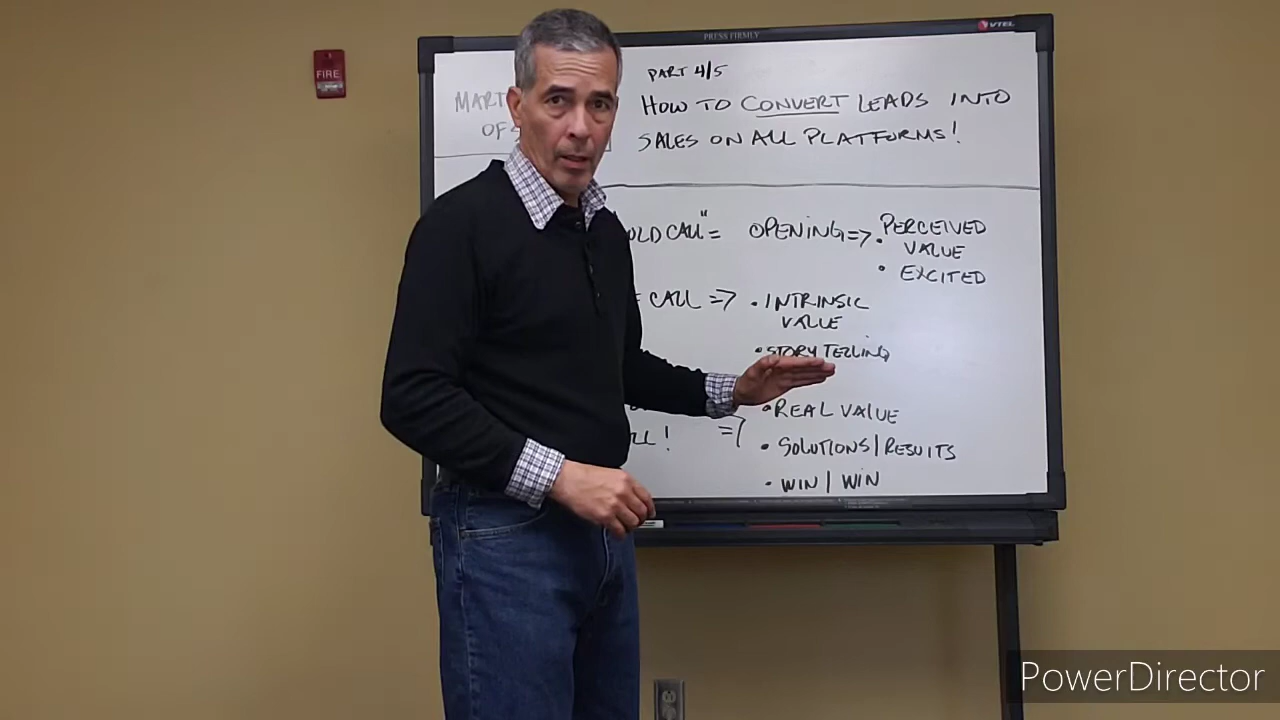 VTEL
PRESS FIRMLY
FIRE
PART 4/5
HOW TO CONVERT LEADS INTO
SALES ON ALL PLATFORMS!
OLD CALL" = OPENING => PERCEIVED
VALUE
• EXCITED
CALL => • INTRINSIC
VALUE
• STORY TELLING
• REAL VALUE
LL! => • SOLUTIONS/RESULTS
• WIN/WIN
PowerDirector